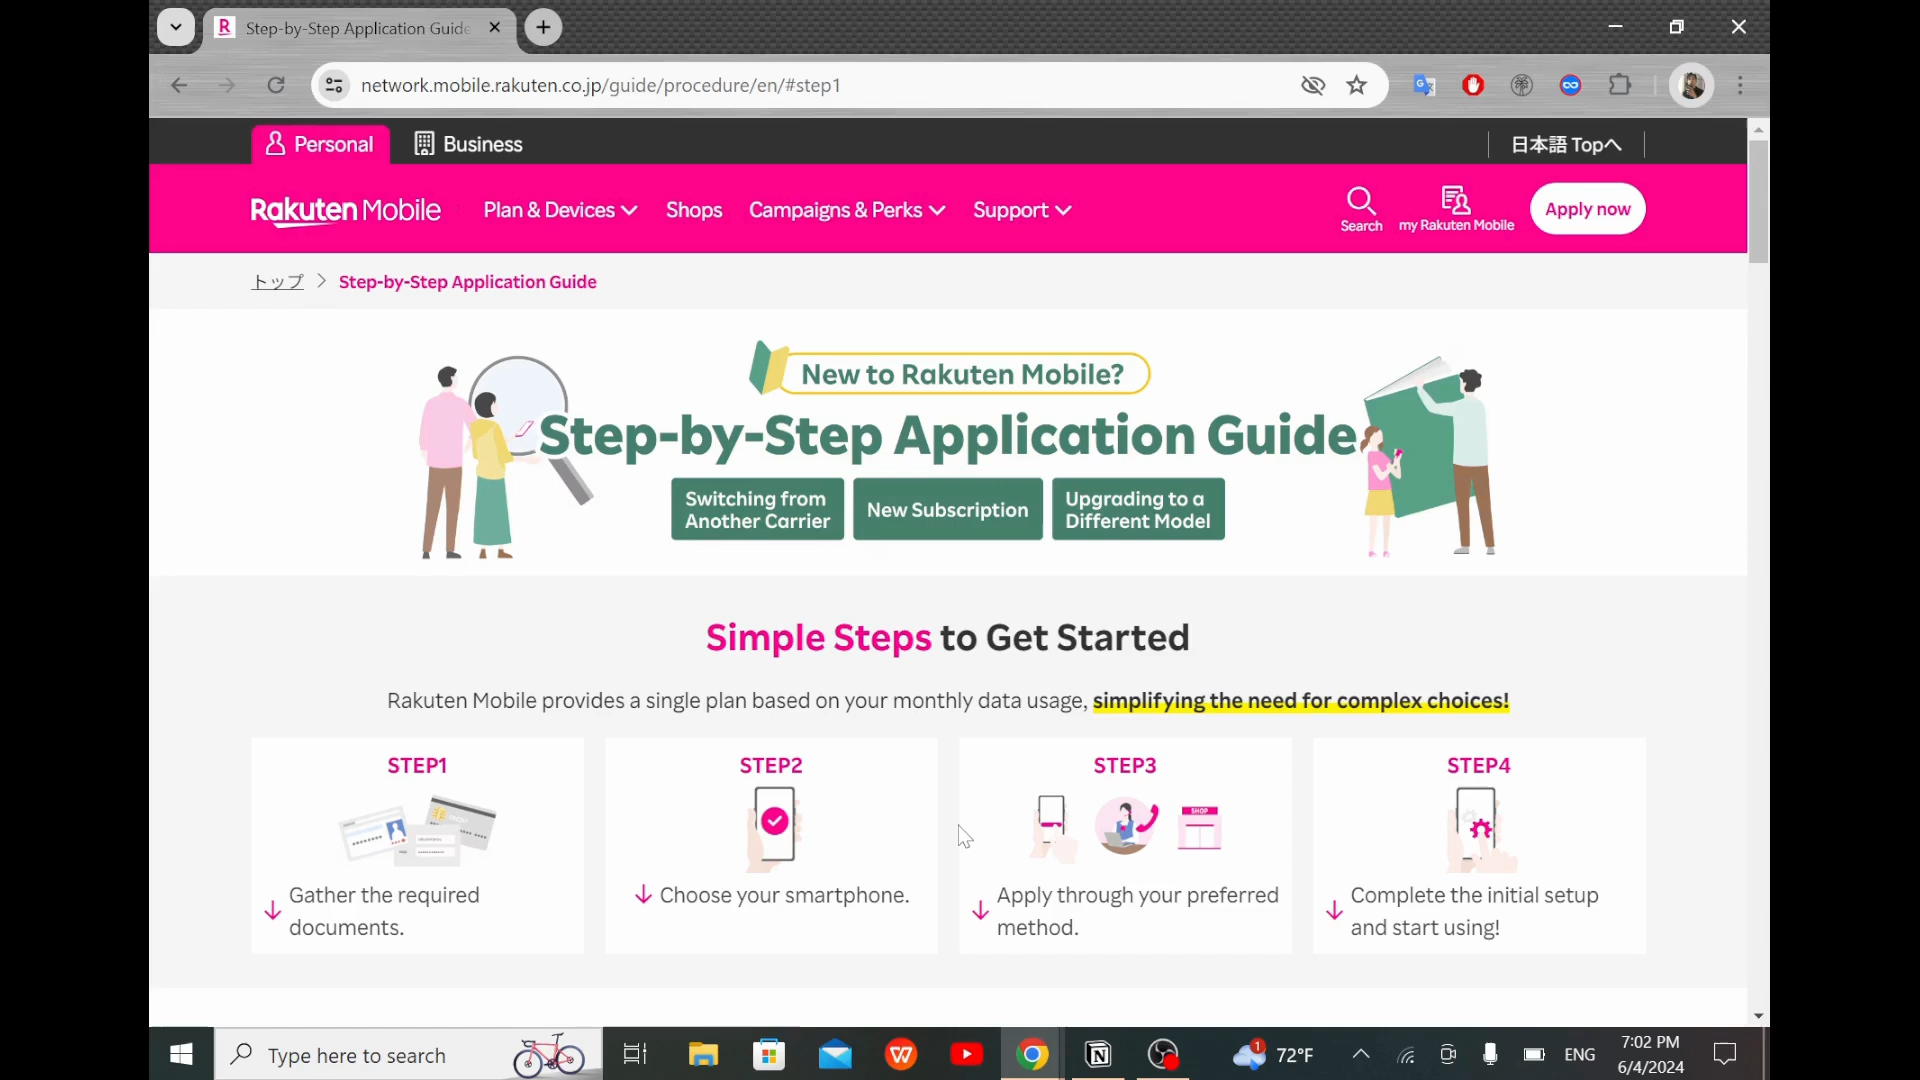 Step-by-Step Application Guide
network.mobile.rakuten.co.jp/guide/procedure/en/#step1
Personal
Business
日本語 Topへ
Rakuten Mobile
Plan & Devices
Shops
Campaigns & Perks
Support
Search
my Rakuten Mobile
Apply now
トップ
Step-by-Step Application Guide
New to Rakuten Mobile?
Step-by-Step Application Guide
Switching from
Another Carrier
New Subscription
Upgrading to a
Different Model
Simple Steps to Get Started
Rakuten Mobile provides a single plan based on your monthly data usage, simplifying the need for complex choices!
STEP1
Gather the required
documents.
STEP2
Choose your smartphone.
STEP3
SHOP
Apply through your preferred
method.
STEP4
Complete the initial setup
and start using!
Type here to search
1
72°F
ENG
7:02 PM
6/4/2024